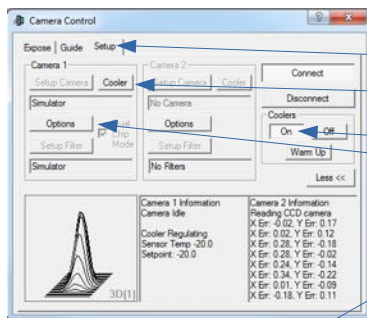 Camera Control
Expose Guide Setup
Camera 1
Setup Camera Cooler
Simulator
Options
Dual Chip Mode
Setup Filter
Simulator
Camera 2
Setup Camera Cooler
No Camera
Options
Setup Filter
No Filters
Connect
Disconnect
Coolers
On Off
Warm Up
Less <<
3D[1]
Camera 1 Information
Camera Idle
Cooler Regulating
Sensor Temp -20.0
Setpoint: -20.0
Camera 2 Information
Reading CCD camera
X Err: -0.02, Y Err: 0.17
X Err: 0.02, Y Err: 0.12
X Err: 0.28, Y Err: -0.18
X Err: 0.28, Y Err: -0.02
X Err: 0.24, Y Err: -0.14
X Err: 0.34, Y Err: -0.22
X Err: 0.01, Y Err: -0.09
X Err: -0.18, Y Err: 0.11